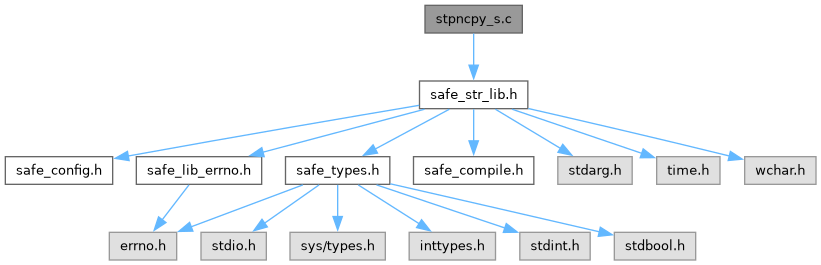 stpncpy_s.c
safe_str_lib.h
safe_config.h
safe_lib_errno.h
safe_types.h
safe_compile.h
stdarg.h
time.h
wchar.h
errno.h
stdio.h
sys/types.h
inttypes.h
stdint.h
stdbool.h